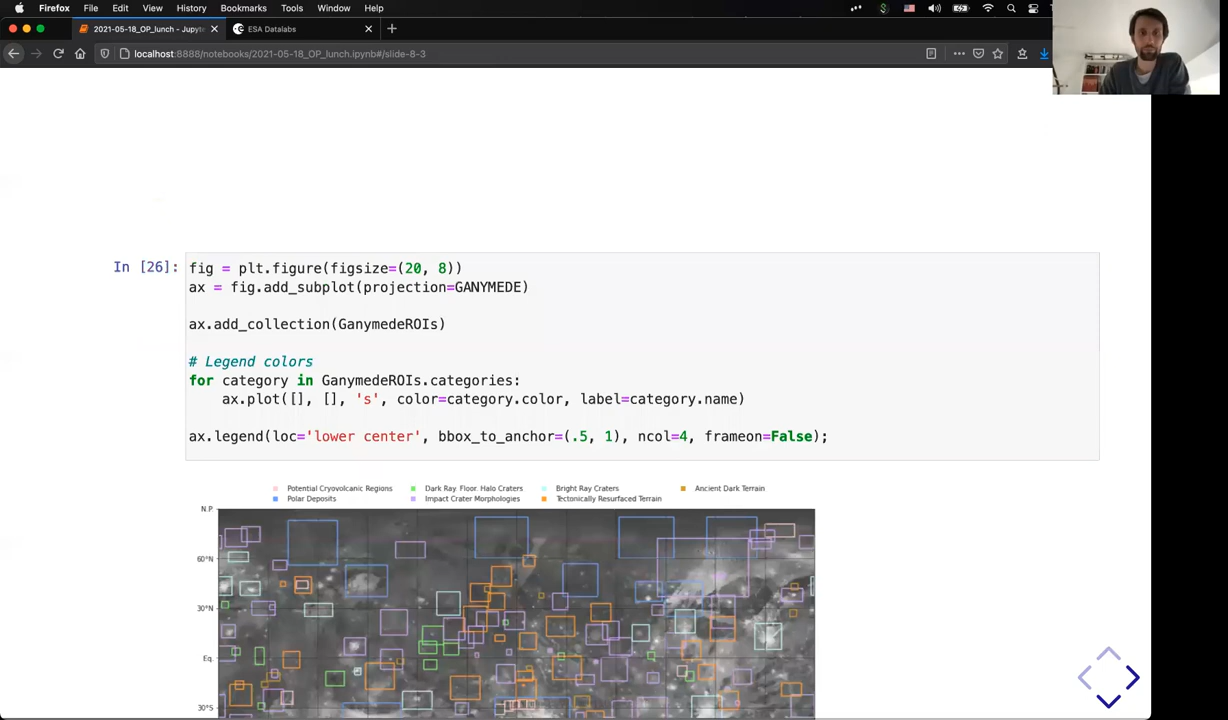 Firefox File Edit View History Bookmarks Tools Window Help
2021-05-18_OP_lunch - Jupyte
ESA Datalabs
localhost:8888/notebooks/2021-05-18_OP_lunch.ipynb#/slide-8-3
In [26]:
fig = plt.figure(figsize=(20, 8))
ax = fig.add_subplot(projection=GANYMEDE)
ax.add_collection(GanymedeROIs)
# Legend colors
for category in GanymedeROIs.categories:
ax.plot([], [], 's', color=category.color, label=category.name)
ax.legend(loc='lower center', bbox_to_anchor=(.5, 1), ncol=4, frameon=False);
Potential Cryovolcanic Regions Dark Ray. Floor. Halo Craters Bright Ray Craters Ancient Dark Terrain
Polar Deposits Impact Crater Morphologies Tectonically Resurfaced Terrain
N.P.
60°N
30°N
Eq.
30°S